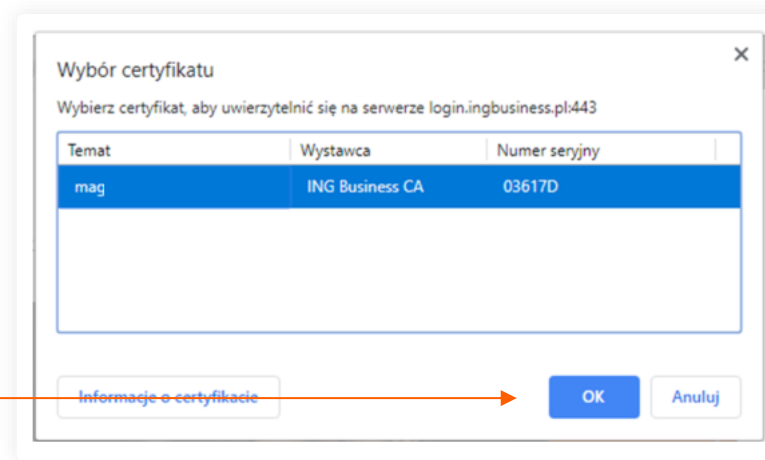 Wybór certyfikatu
Wybierz certyfikat, aby uwierzytelnić się na serwerze login.ingbusiness.pl:443
Temat Wystawca Numer seryjny
mag ING Business CA 03617D
Informacje o certyfikacie OK Anuluj